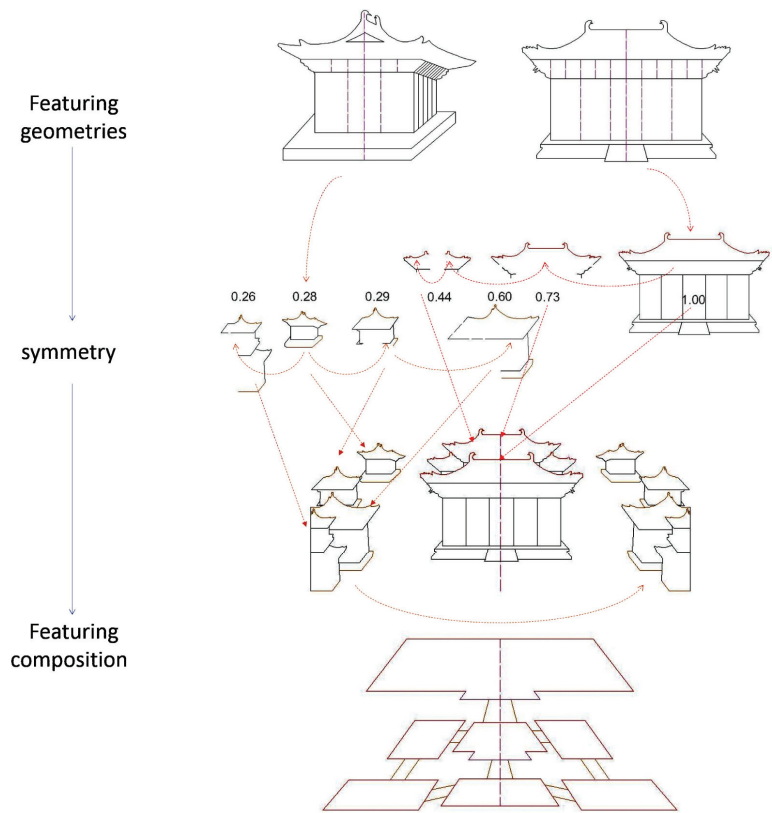 Featuring
geometries
0.26 0.28 0.29 0.44 0.60 0.73
1.00
symmetry
Featuring
composition